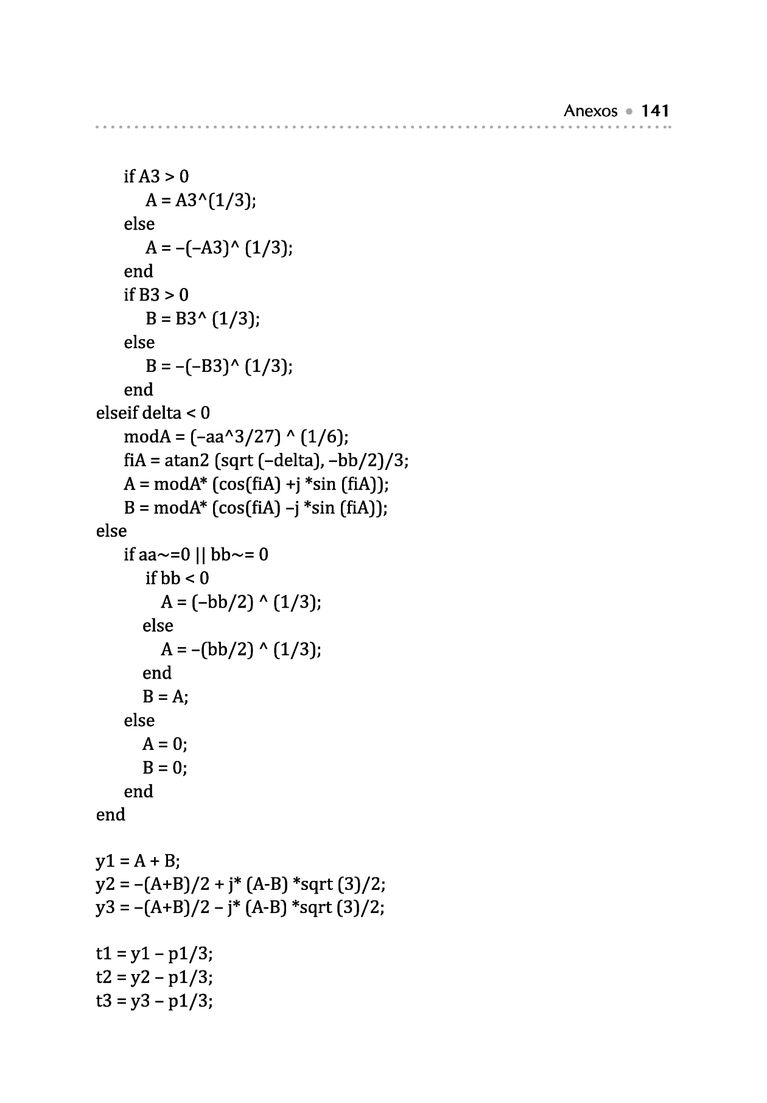 Anexos • 141
if A3 > 0
A = A3^(1/3);
else
A = –(–A3)^ (1/3);
end
if B3 > 0
B = B3^ (1/3);
else
B = –(–B3)^ (1/3);
end
elseif delta < 0
modA = (–aa^3/27) ^ (1/6);
fiA = atan2 (sqrt (–delta), –bb/2)/3;
A = modA* (cos(fiA) +j *sin (fiA));
B = modA* (cos(fiA) –j *sin (fiA));
else
if aa~=0 || bb~= 0
if bb < 0
A = (–bb/2) ^ (1/3);
else
A = –(bb/2) ^ (1/3);
end
B = A;
else
A = 0;
B = 0;
end
end
y1 = A + B;
y2 = –(A+B)/2 + j* (A-B) *sqrt (3)/2;
y3 = –(A+B)/2 – j* (A-B) *sqrt (3)/2;
t1 = y1 – p1/3;
t2 = y2 – p1/3;
t3 = y3 – p1/3;